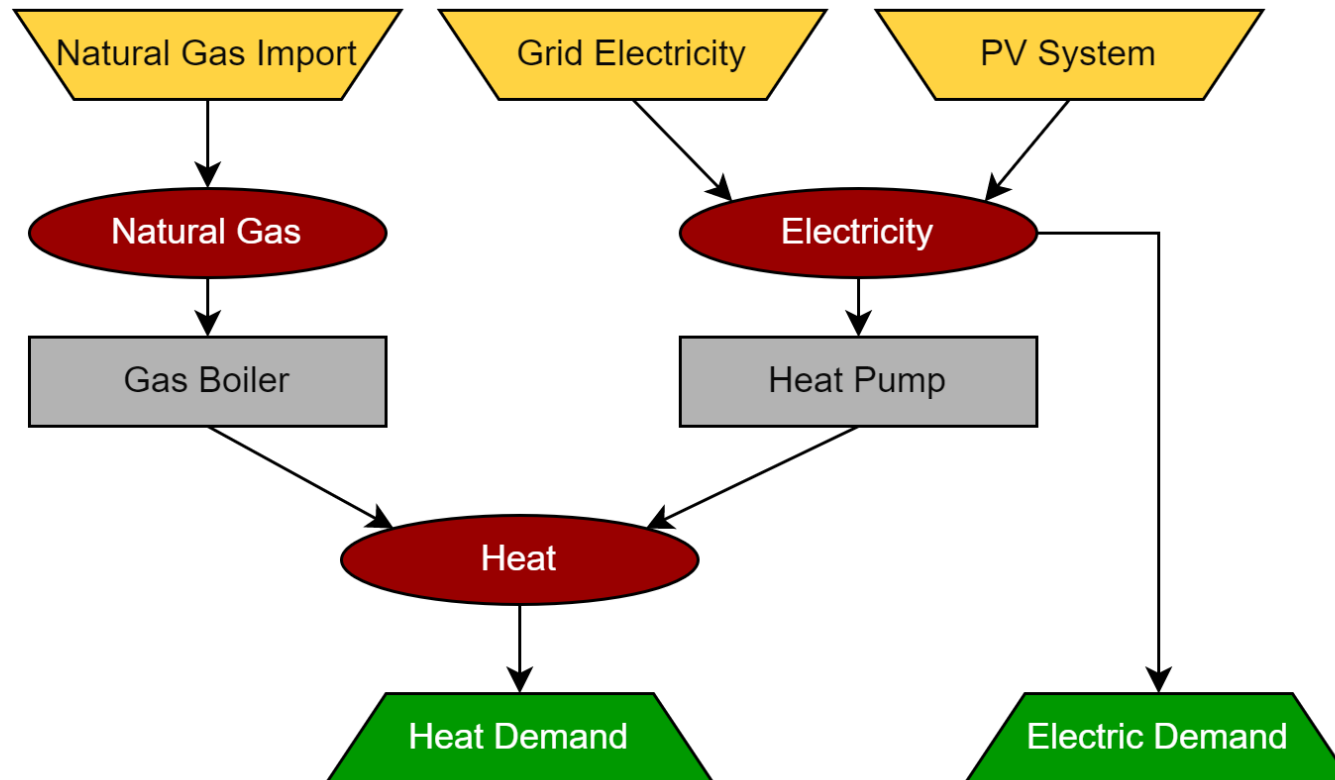 Natural Gas Import
Grid Electricity
PV System
Natural Gas
Electricity
Gas Boiler
Heat Pump
Heat
Heat Demand
Electric Demand